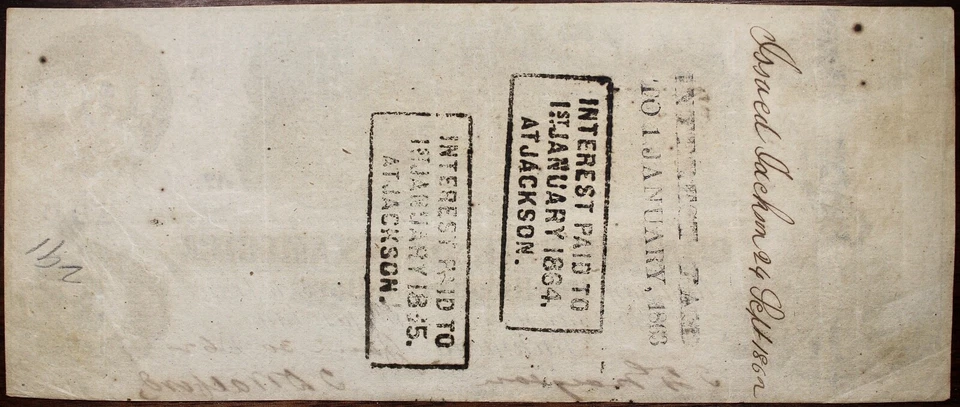 Issued Jackson 24 Sept 1862
INTEREST PAID
TO 1 JANUARY, 1863
INTEREST PAID TO
1ST JANUARY 1864,
AT JACKSON.
INTEREST PAID TO
1ST JANUARY 1865.
AT JACKSON.